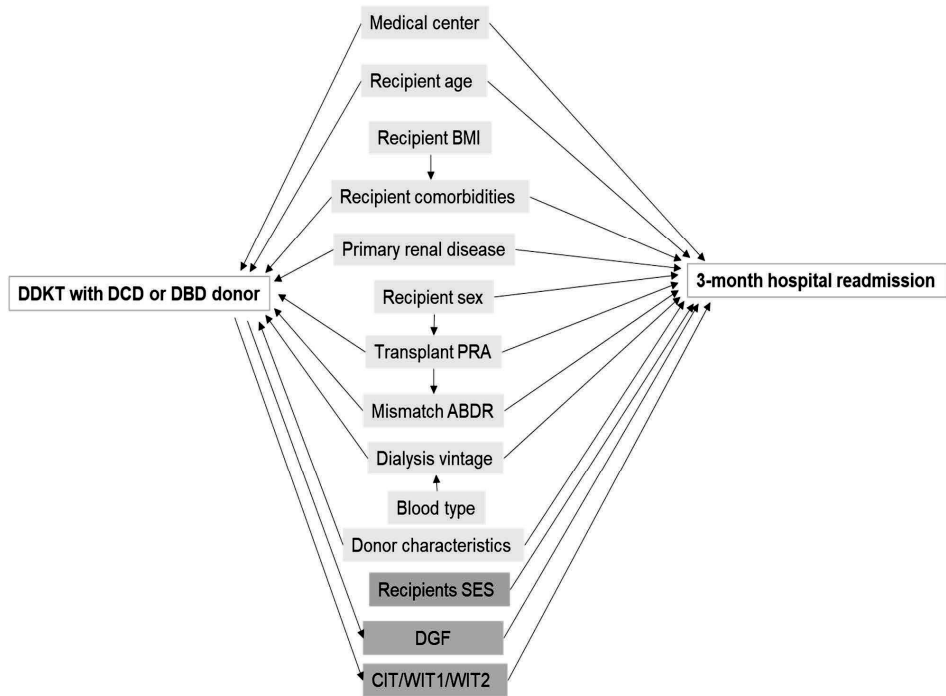 Medical center
Recipient age
Recipient BMI
Recipient comorbidities
Primary renal disease
DDKT with DCD or DBD donor
3-month hospital readmission
Recipient sex
Transplant PRA
Mismatch ABDR
Dialysis vintage
Blood type
Donor characteristics
Recipients SES
DGF
CIT/WIT1/WIT2